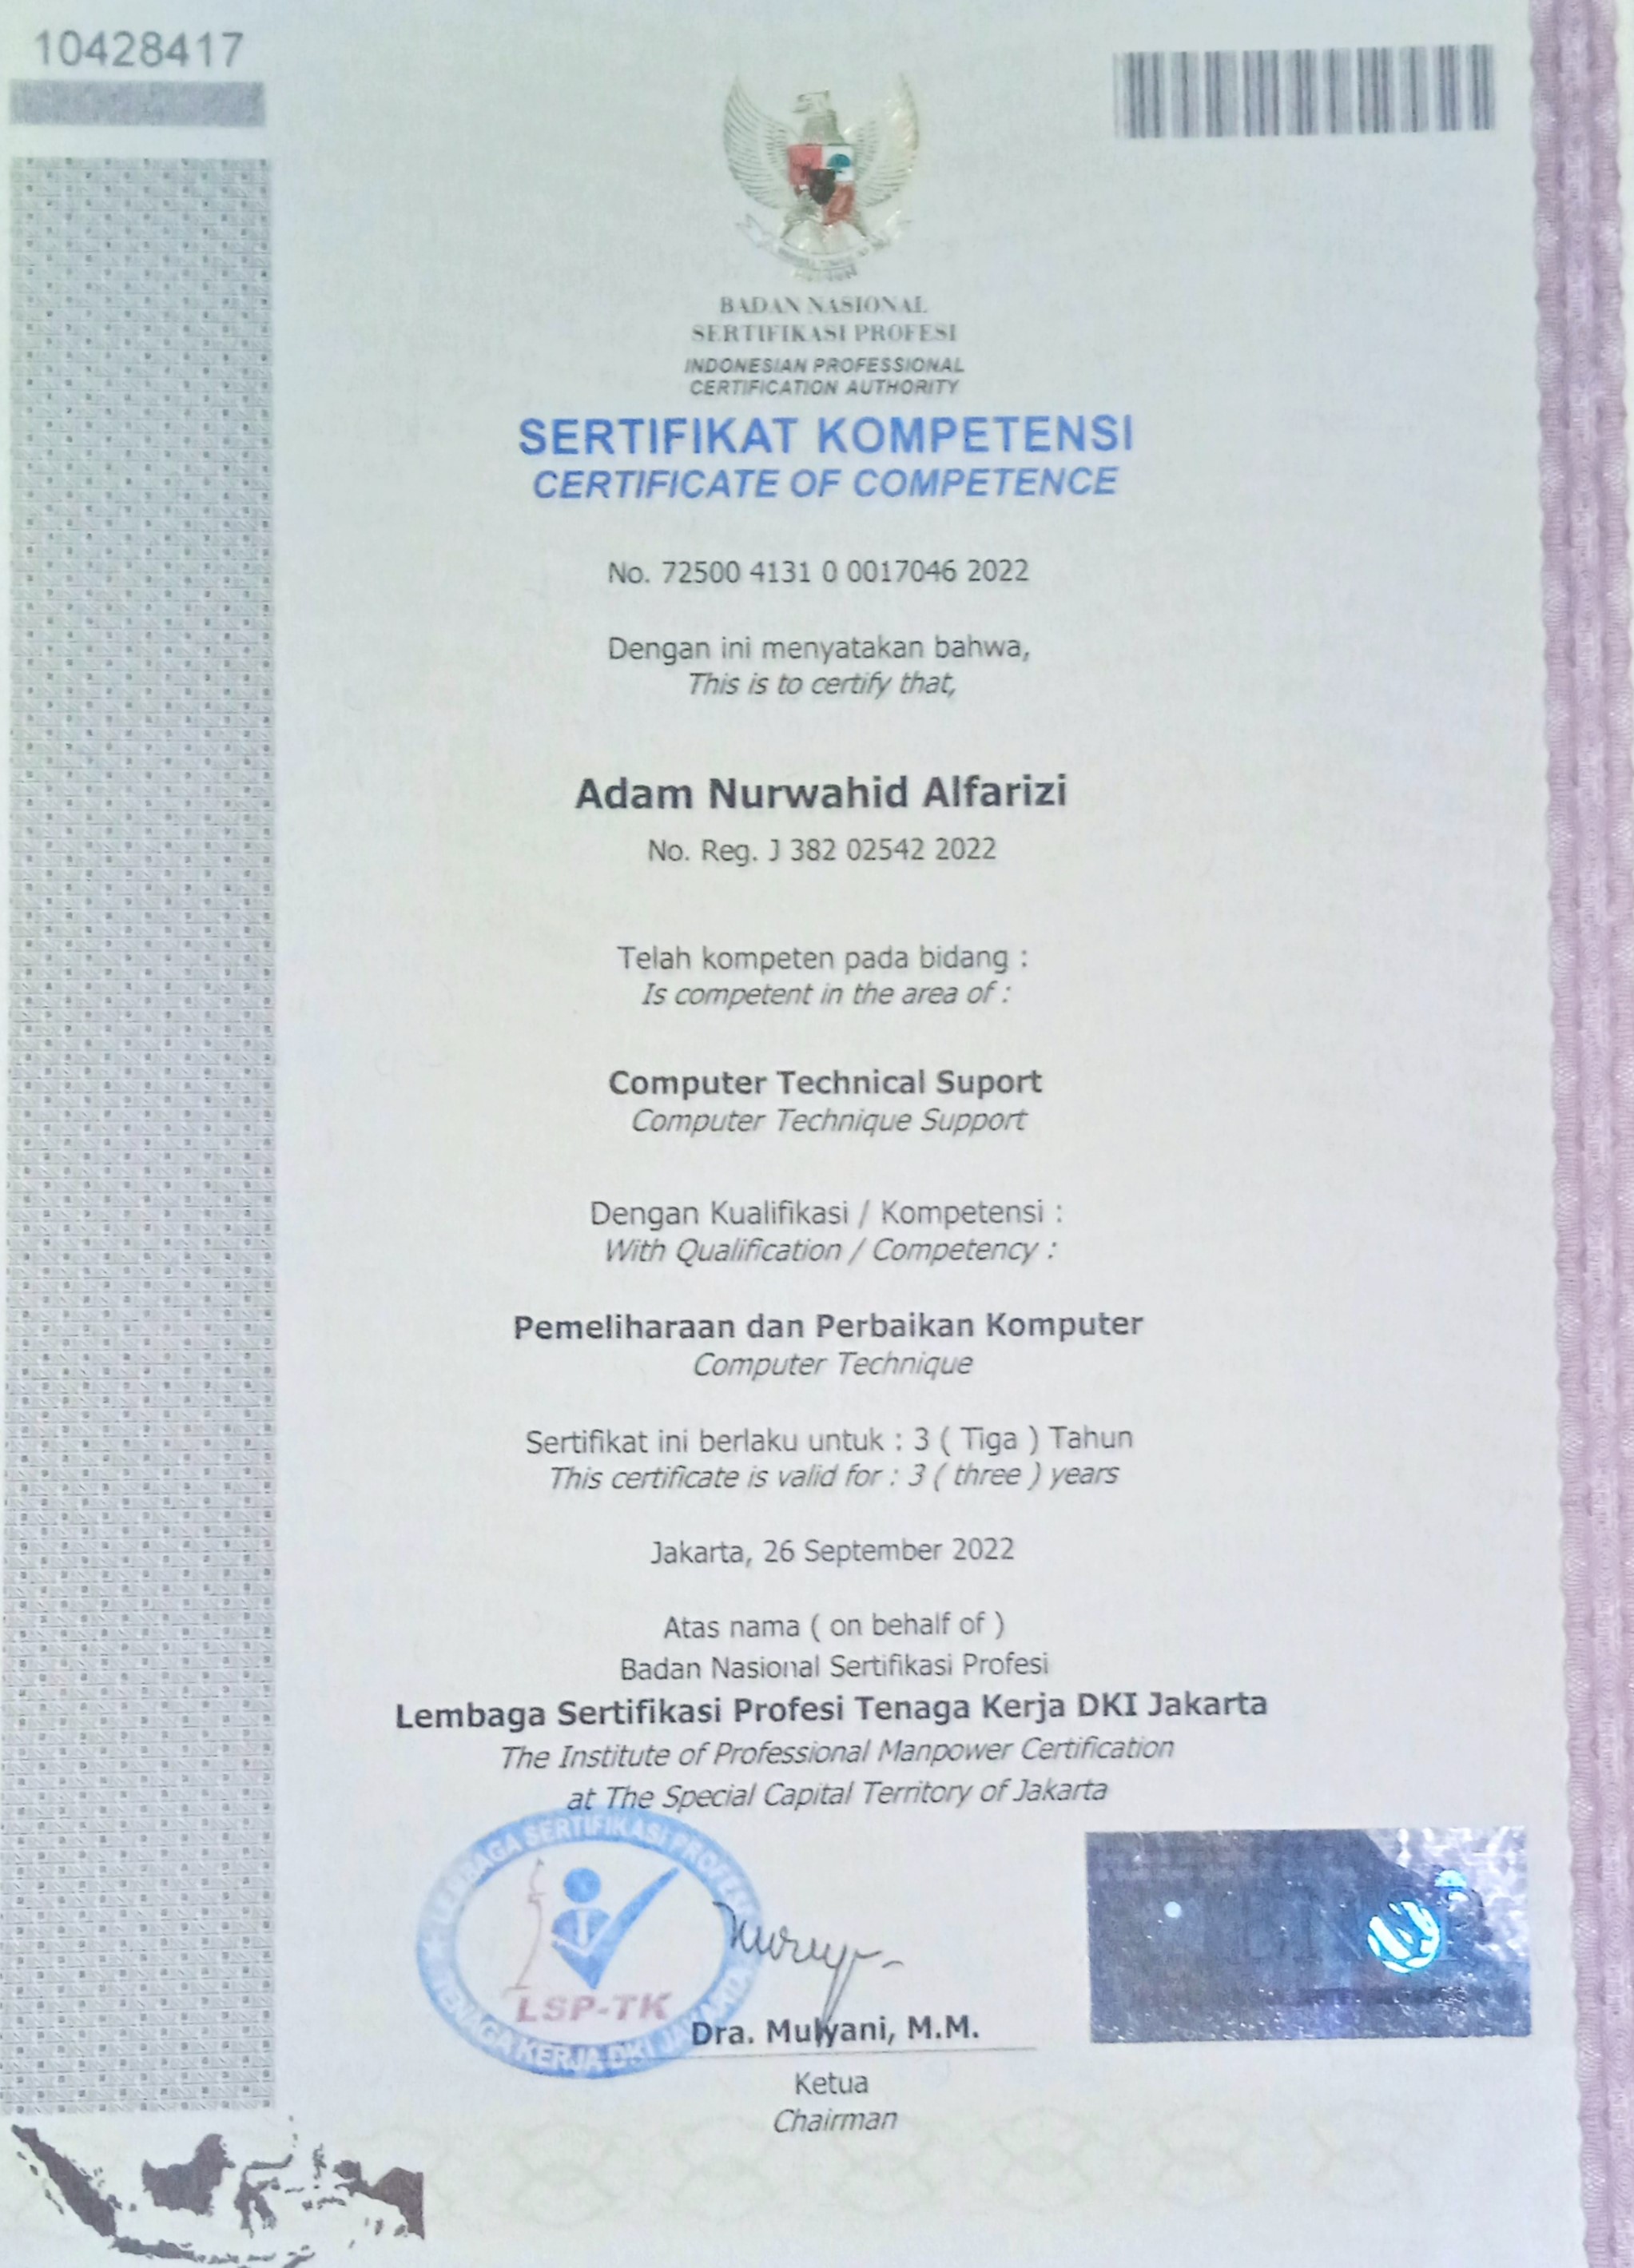 10428417
BADAN NASIONAL
SERTIFIKASI PROFESI
INDONESIAN PROFESSIONAL
CERTIFICATION AUTHORITY
SERTIFIKAT KOMPETENSI
CERTIFICATE OF COMPETENCE
No. 72500 4131 0 0017046 2022
Dengan ini menyatakan bahwa,
This is to certify that,
Adam Nurwahid Alfarizi
No. Reg. J 382 02542 2022
Telah kompeten pada bidang :
Is competent in the area of :
Computer Technical Suport
Computer Technique Support
Dengan Kualifikasi / Kompetensi :
With Qualification / Competency :
Pemeliharaan dan Perbaikan Komputer
Computer Technique
Sertifikat ini berlaku untuk : 3 ( Tiga ) Tahun
This certificate is valid for : 3 ( three ) years
Jakarta, 26 September 2022
Atas nama ( on behalf of )
Badan Nasional Sertifikasi Profesi
Lembaga Sertifikasi Profesi Tenaga Kerja DKI Jakarta
The Institute of Professional Manpower Certification
at The Special Capital Territory of Jakarta
LEMBAGA SERTIFIKASI PROFESI
LSP-TK
TENAGA KERJA DKI JAKARTA
Dra. Mulyani, M.M.
Ketua
Chairman